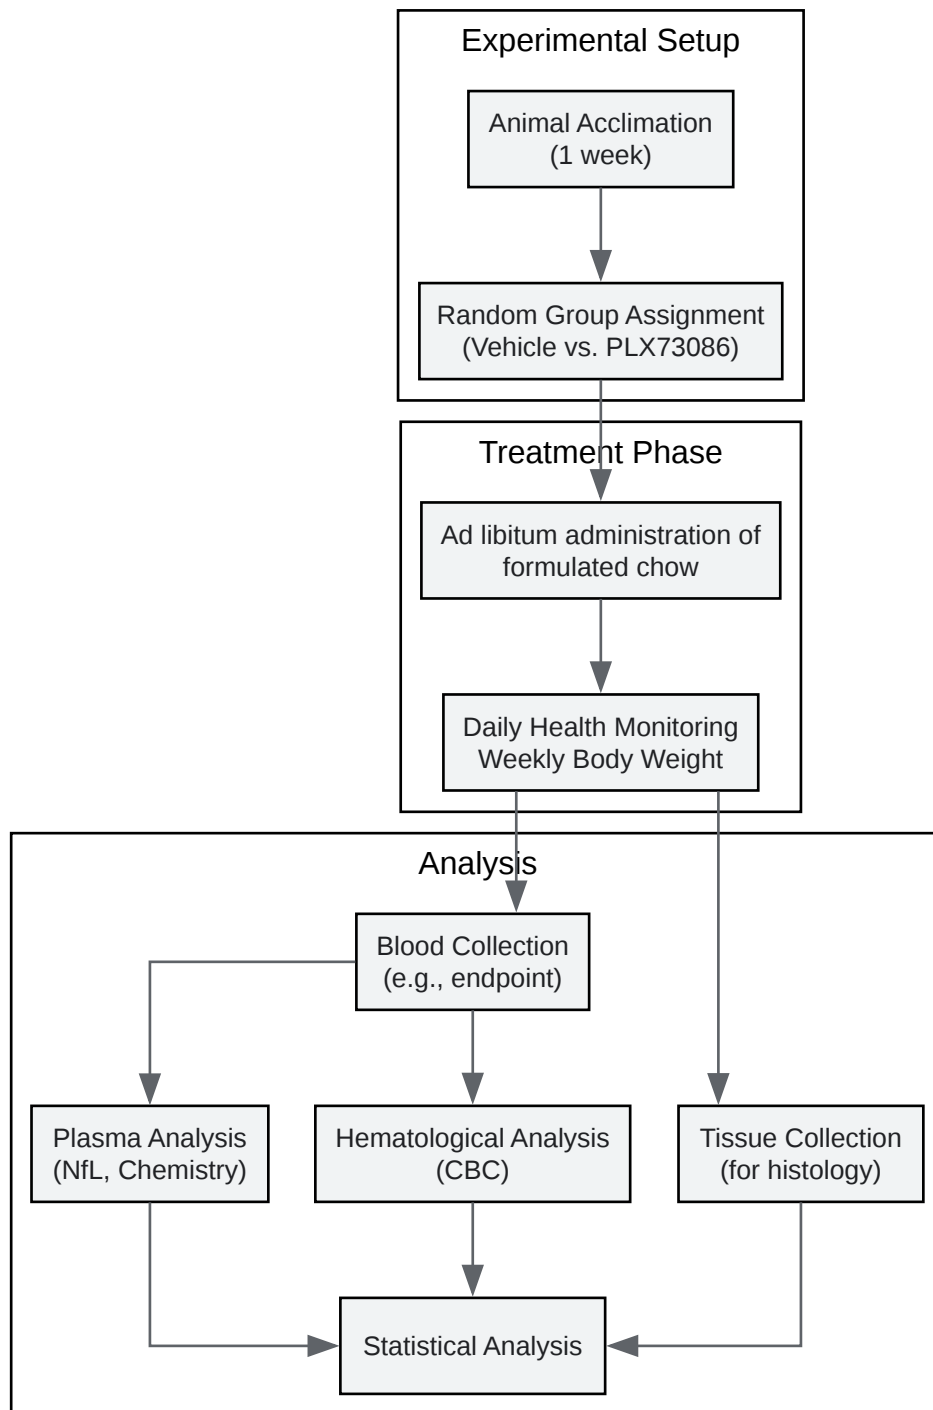 Experimental Setup
Animal Acclimation
(1 week)
Random Group Assignment
(Vehicle vs. PLX73086)
Treatment Phase
Ad libitum administration of
formulated chow
Daily Health Monitoring
Weekly Body Weight
Analysis
Blood Collection
(e.g., endpoint)
Plasma Analysis
(NfL, Chemistry)
Hematological Analysis
(CBC)
Tissue Collection
(for histology)
Statistical Analysis